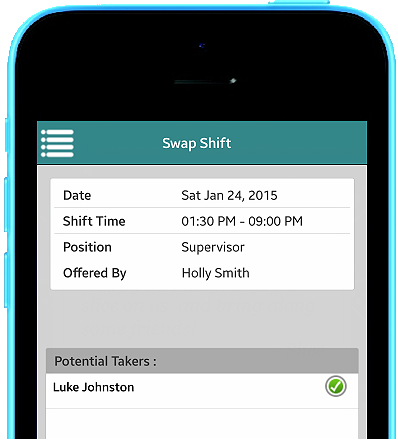 Swap Shift
Date Sat Jan 24, 2015
Shift Time 01:30 PM - 09:00 PM
Position Supervisor
Offered By Holly Smith
Potential Takers :
Luke Johnston